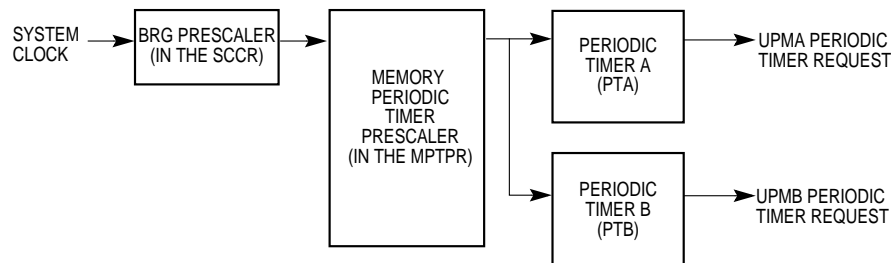 SYSTEM
CLOCK
BRG PRESCALER
(IN THE SCCR)
MEMORY
PERIODIC
TIMER
PRESCALER
(IN THE MPTPR)
PERIODIC
TIMER A
(PTA)
UPMA PERIODIC
TIMER REQUEST
PERIODIC
TIMER B
(PTB)
UPMB PERIODIC
TIMER REQUEST